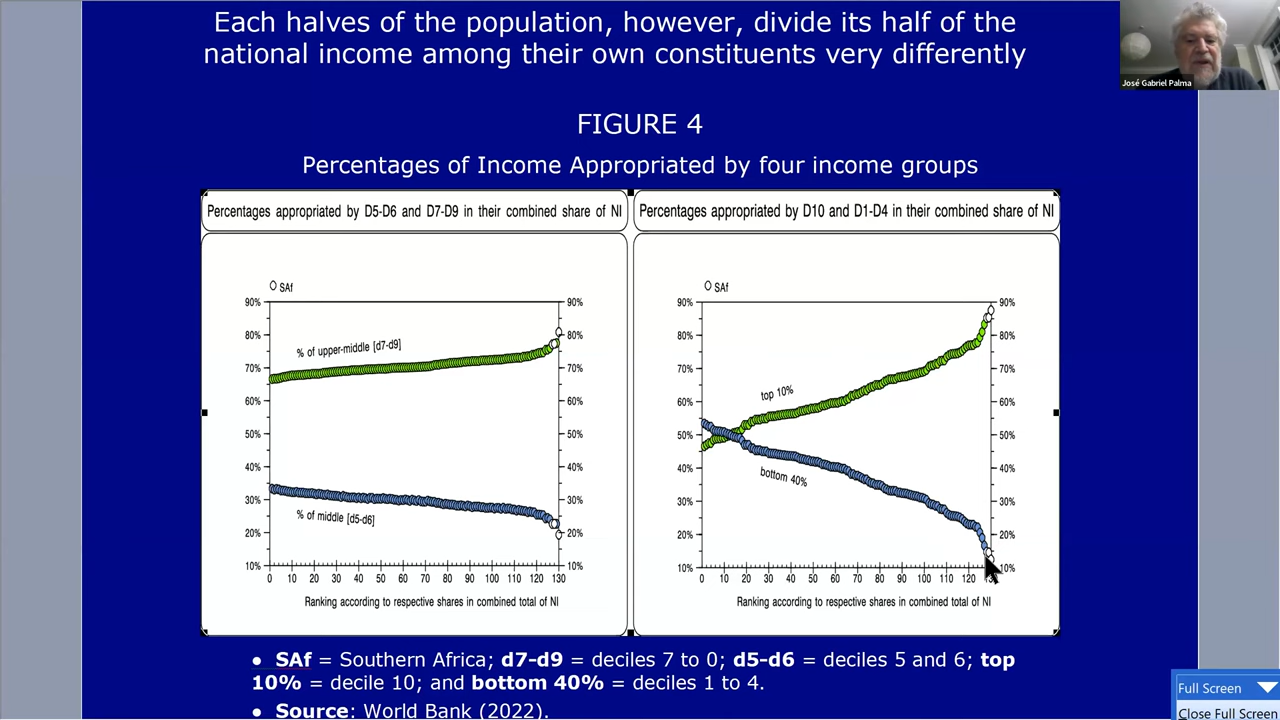 Each halves of the population, however, divide its half of the
national income among their own constituents very differently
José Gabriel Palma
FIGURE 4
Percentages of Income Appropriated by four income groups
Percentages appropriated by D5-D6 and D7-D9 in their combined share of NI
SAf
90%
80%
70%
60%
50%
40%
30%
20%
10%
% of upper-middle [d7-d9]
% of middle [d5-d6]
90%
80%
70%
60%
50%
40%
30%
20%
10%
0 10 20 30 40 50 60 70 80 90 100 110 120 130
Ranking according to respective shares in combined total of NI
Percentages appropriated by D10 and D1-D4 in their combined share of NI
SAf
90%
80%
70%
60%
50%
40%
30%
20%
10%
top 10%
bottom 40%
90%
80%
70%
60%
50%
40%
30%
20%
10%
0 10 20 30 40 50 60 70 80 90 100 110 120
Ranking according to respective shares in combined total of NI
● SAf = Southern Africa; d7-d9 = deciles 7 to 0; d5-d6 = deciles 5 and 6; top
10% = decile 10; and bottom 40% = deciles 1 to 4.
● Source: World Bank (2022).
Full Screen
Close Full Screen